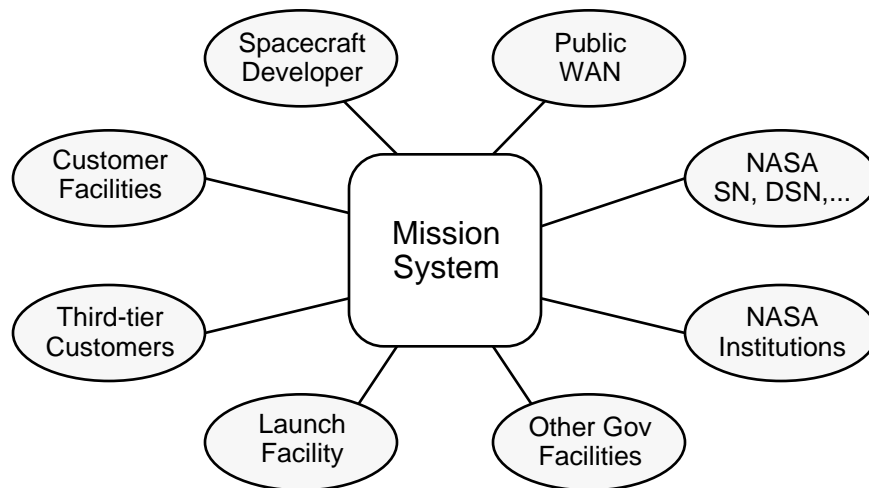 Spacecraft
Developer
Public
WAN
Customer
Facilities
NASA
SN, DSN,...
Mission
System
Third-tier
Customers
NASA
Institutions
Launch
Facility
Other Gov
Facilities